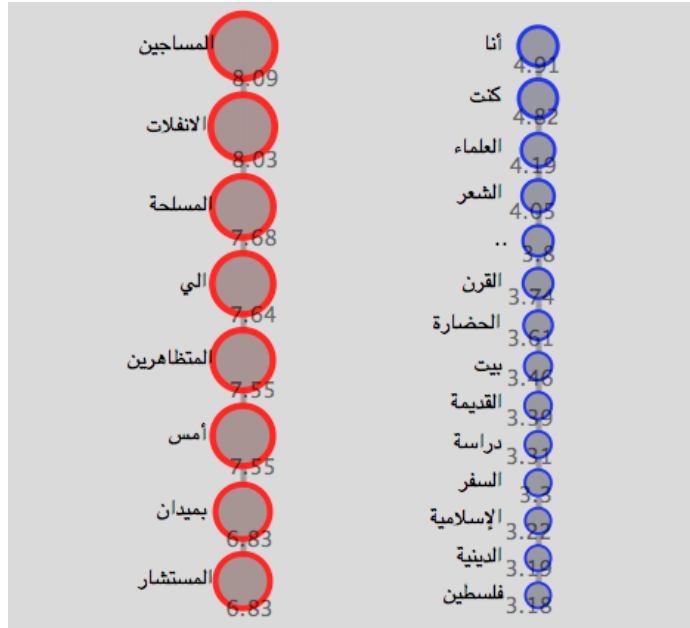 المساجين
8.09
الانفلات
8.03
المسلحة
7.68
الي
7.64
المتظاهرين
7.55
أمس
7.55
بميدان
6.83
المستشار
6.83
أنا
4.91
كنت
4.82
العلماء
4.19
الشعر
4.05
..
3.8
القرن
3.74
الحضارة
3.61
بيت
3.46
القديمة
3.39
دراسة
3.31
السفر
3.3
الإسلامية
3.22
الدينية
3.19
فلسطين
3.18